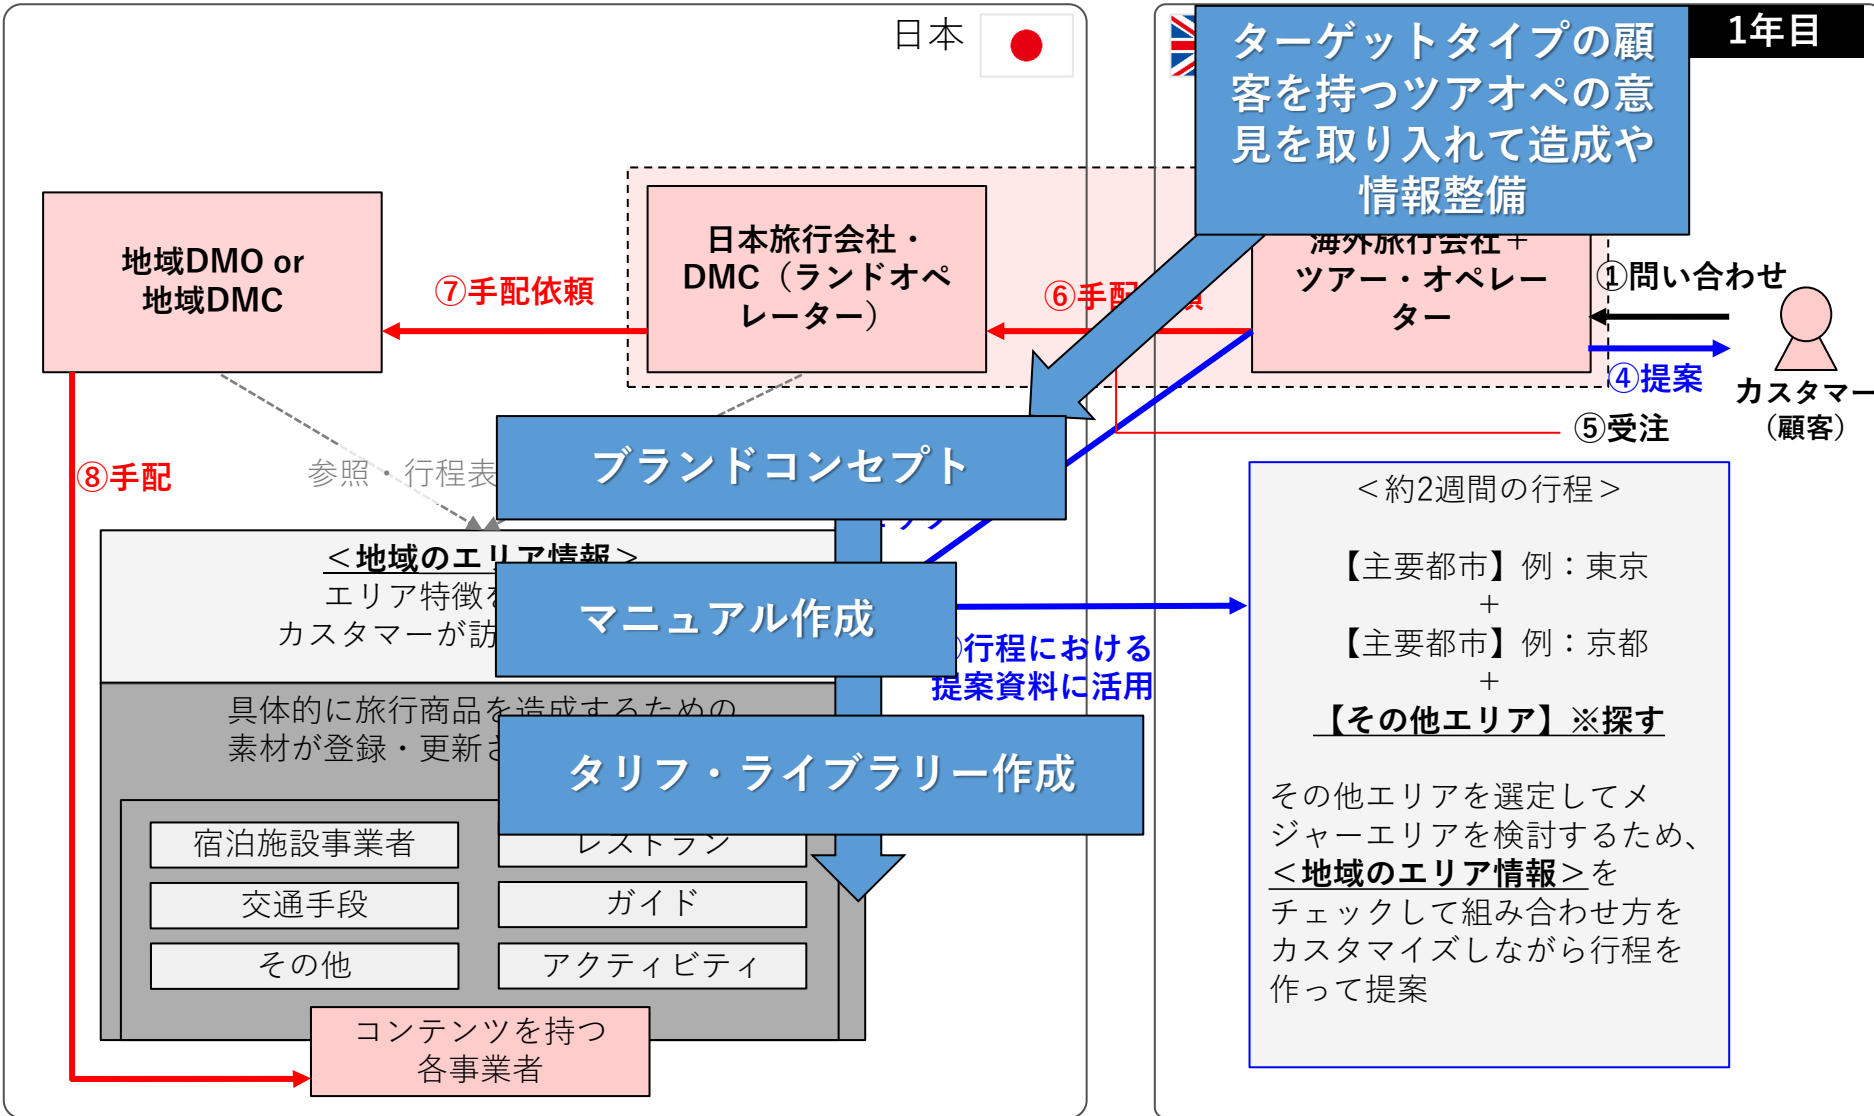 日本
1年目
ターゲットタイプの顧
客を持つツアオペの意
見を取り入れて造成や
情報整備
地域DMO or
地域DMC
⑦手配依頼
日本旅行会社・
DMC（ランドオペ
レーター）
⑥手配
海外旅行会社＋
ツアー・オペレー
ター
①問い合わせ
④提案
カスタマー
（顧客）
⑤受注
⑧手配
参照・行程表
ブランドコンセプト
＜地域のエリア情報＞
エリア特徴
カスタマーが訪
マニュアル作成
行程における
提案資料に活用
具体的に旅行商品を造成するための
素材が登録・更新
タリフ・ライブラリー作成
宿泊施設事業者
レストラン
交通手段
ガイド
その他
アクティビティ
コンテンツを持つ
各事業者
＜約2週間の行程＞
【主要都市】例：東京
＋
【主要都市】例：京都
＋
【その他エリア】※探す
その他エリアを選定してメ
ジャーエリアを検討するため、
＜地域のエリア情報＞を
チェックして組み合わせ方を
カスタマイズしながら行程を
作って提案